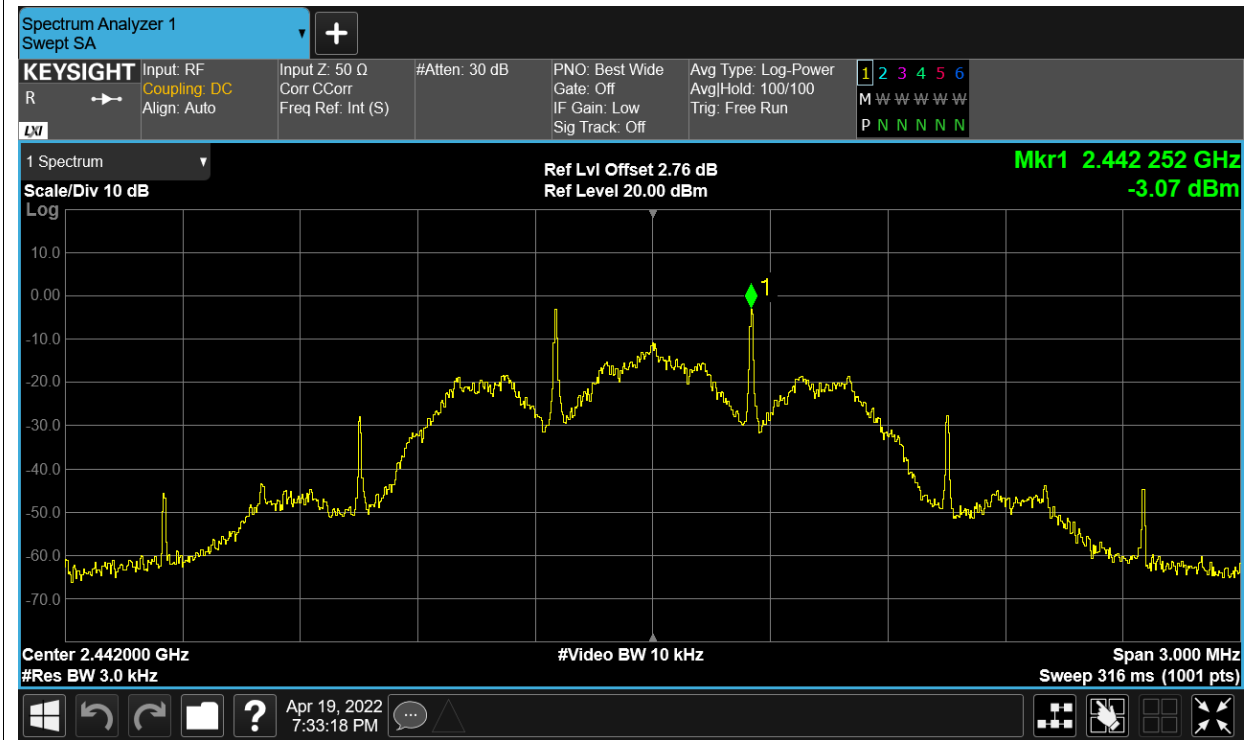 Spectrum Analyzer 1
Swept SA
KEYSIGHT
R
LXI
Input: RF
Coupling: DC
Align: Auto
Input Z: 50 Ω
Corr CCorr
Freq Ref: Int (S)
#Atten: 30 dB
PNO: Best Wide
Gate: Off
IF Gain: Low
Sig Track: Off
Avg Type: Log-Power
Avg|Hold: 100/100
Trig: Free Run
1 2 3 4 5 6
M W W W W W
P N N N N N
1 Spectrum
Scale/Div 10 dB
Log
Ref Lvl Offset 2.76 dB
Ref Level 20.00 dBm
Mkr1 2.442 252 GHz
-3.07 dBm
10.0
0.00
-10.0
-20.0
-30.0
-40.0
-50.0
-60.0
-70.0
1
Center 2.442000 GHz
#Res BW 3.0 kHz
#Video BW 10 kHz
Span 3.000 MHz
Sweep 316 ms (1001 pts)
?
Apr 19, 2022
7:33:18 PM